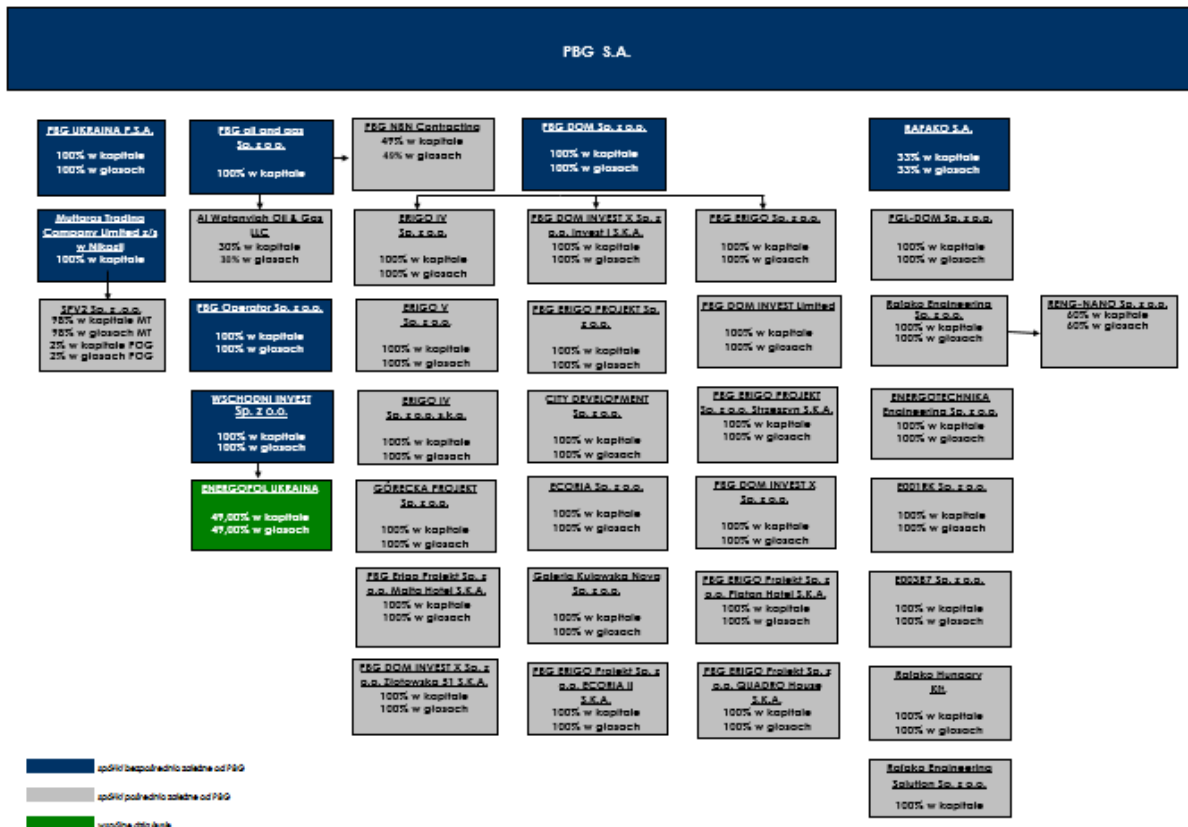 PBG S.A.
PBG UKRAINA P.S.A.
100% w kapitale
100% w głosach
PBG oil and gas
Sp. z o.o.
100% w kapitale
PBG NBN Contracting
49% w kapitale
49% w głosach
PBG DOM Sp. z o.o.
100% w kapitale
100% w głosach
RAFAKO S.A.
33% w kapitale
33% w głosach
Multaros Trading
Company Limited z/s
w Nikozji
100% w kapitale
Al Watanyiah Oil & Gas
LLC
30% w kapitale
30% w głosach
ERIGO IV
Sp. z o.o.
100% w kapitale
100% w głosach
PBG DOM INVEST X Sp. z
o.o. Invest I S.K.A.
100% w kapitale
100% w głosach
PBG ERIGO Sp. z o.o.
100% w kapitale
100% w głosach
PGL-DOM Sp. z o.o.
100% w kapitale
100% w głosach
SPV2 Sp. z .o.o.
98% w kapitale MT
98% w głosach MT
2% w kapitale POG
2% w głosach POG
PBG Operator Sp. z o.o.
100% w kapitale
100% w głosach
ERIGO V
Sp. z o.o.
100% w kapitale
100% w głosach
PBG ERIGO PROJEKT Sp.
z o.o.
100% w kapitale
100% w głosach
PBG DOM INVEST Limited
100% w kapitale
100% w głosach
Rafako Engineering
Sp. z o.o.
100% w kapitale
100% w głosach
RENG-NANO Sp. z o.o.
60% w kapitale
60% w głosach
WSCHODNI INVEST
Sp. z o.o.
100% w kapitale
100% w głosach
ERIGO IV
Sp. z o.o. s.k.a.
100% w kapitale
100% w głosach
CITY DEVELOPMENT
Sp. z o.o.
100% w kapitale
100% w głosach
PBG ERIGO PROJEKT
Sp. z o.o. Strzeszyn S.K.A.
100% w kapitale
100% w głosach
ENERGOTECHNIKA
Engineering Sp. z o.o.
100% w kapitale
100% w głosach
ENERGOPOL UKRAINA
49,00% w kapitale
49,00% w głosach
GÓRECKA PROJEKT
Sp. z o.o.
100% w kapitale
100% w głosach
ECORIA Sp. z o.o.
100% w kapitale
100% w głosach
PBG DOM INVEST X
Sp. z o.o.
100% w kapitale
100% w głosach
E001RK Sp. z o.o.
100% w kapitale
100% w głosach
PBG Erigo Projekt Sp. z
o.o. Malta Hotel S.K.A.
100% w kapitale
100% w głosach
Galeria Kujawska Nova
Sp. z o.o.
100% w kapitale
100% w głosach
PBG ERIGO Projekt Sp. z
o.o. Platan Hotel S.K.A.
100% w kapitale
100% w głosach
E003B7 Sp. z o.o.
100% w kapitale
100% w głosach
PBG DOM INVEST X Sp. z
o.o. Złotowska 51 S.K.A.
100% w kapitale
100% w głosach
PBG ERIGO Projekt Sp. z
o.o. ECORIA II
S.K.A.
100% w kapitale
100% w głosach
PBG ERIGO Projekt Sp. z
o.o. QUADRO House
S.K.A.
100% w kapitale
100% w głosach
Rafako Hungary
Kft.
100% w kapitale
100% w głosach
Rafako Engineering
Solution Sp. z o.o.
100% w kapitale
spółki bezpośrednio zależne od PBG
spółki pośrednio zależne od PBG
wspólne działanie